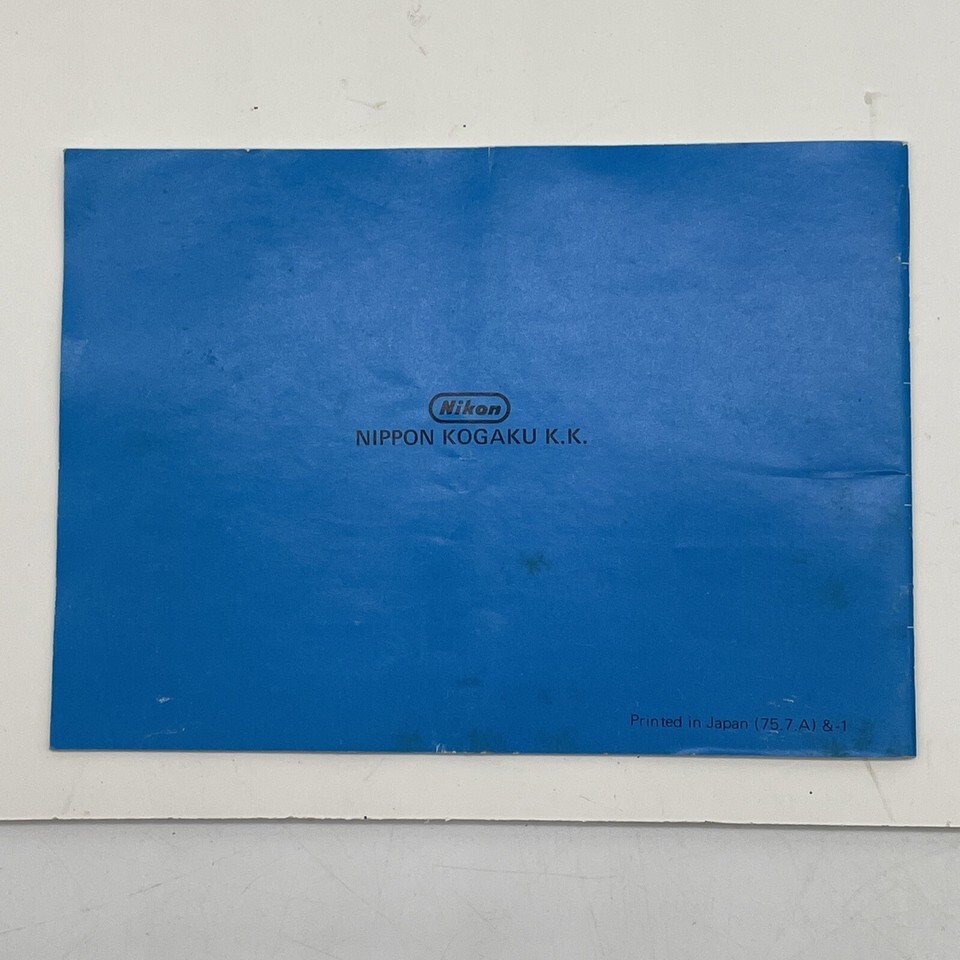 Nikon
NIPPON KOGAKU K.K.
Printed in Japan (75.7.A) &-1